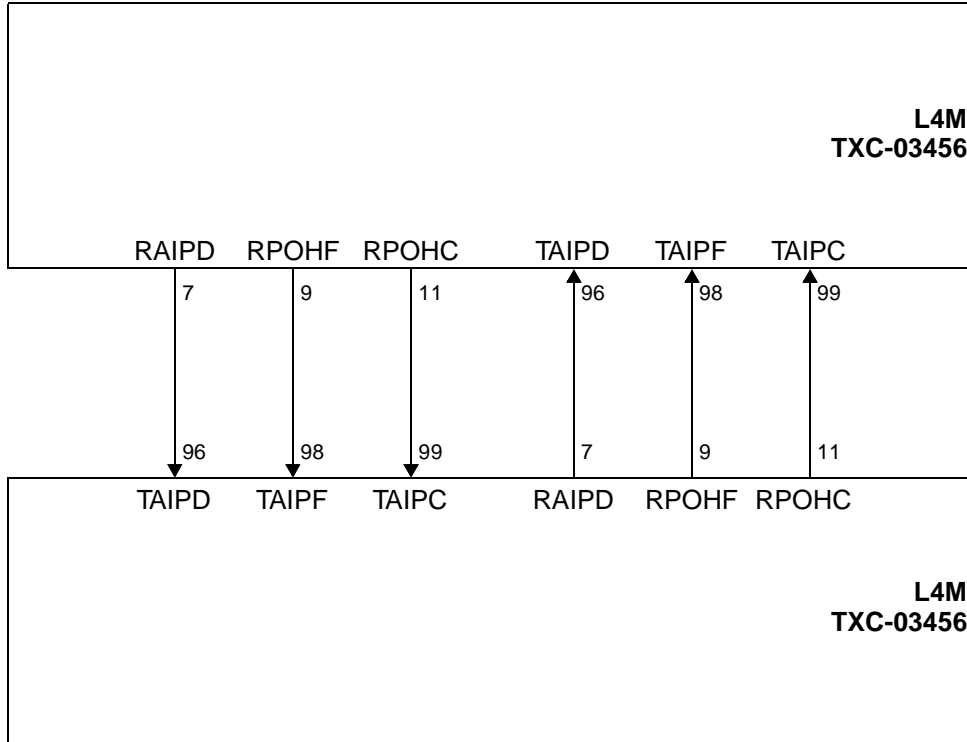 L4M
TXC-03456
RAIPD RPOHF RPOHC TAIPD TAIPF TAIPC
7 9 11 96 98 99
96 98 99 7 9 11
TAIPD TAIPF TAIPC RAIPD RPOHF RPOHC
L4M
TXC-03456